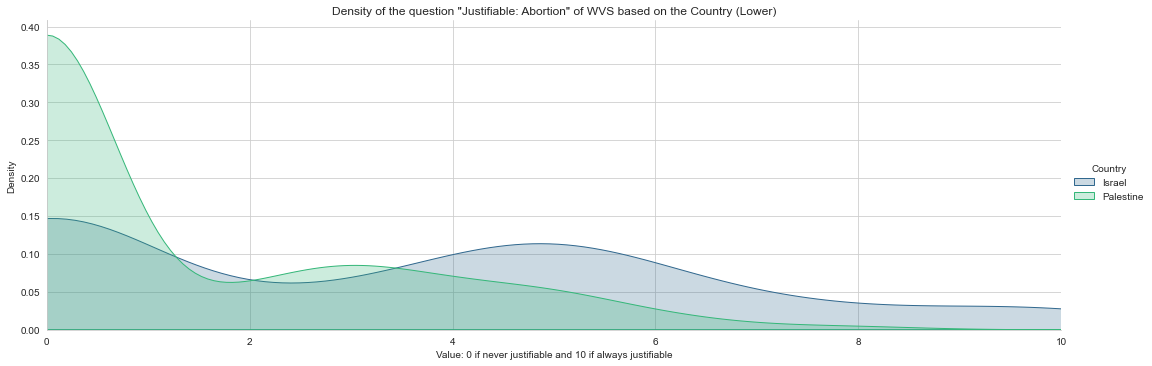 Density of the question "Justifiable: Abortion" of WVS based on the Country (Lower)
0.40
0.35
0.30
0.25
0.20
0.15
0.10
0.05
0.00
Density
0 2 4 6 8 10
Value: 0 if never justifiable and 10 if always justifiable
Country
Israel
Palestine